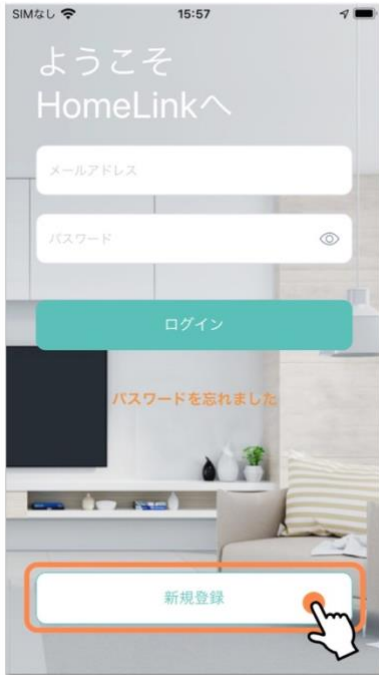 SIMなし 15:57
ようこそ
HomeLinkへ
メールアドレス
パスワード
ログイン
パスワードを忘れました
新規登録